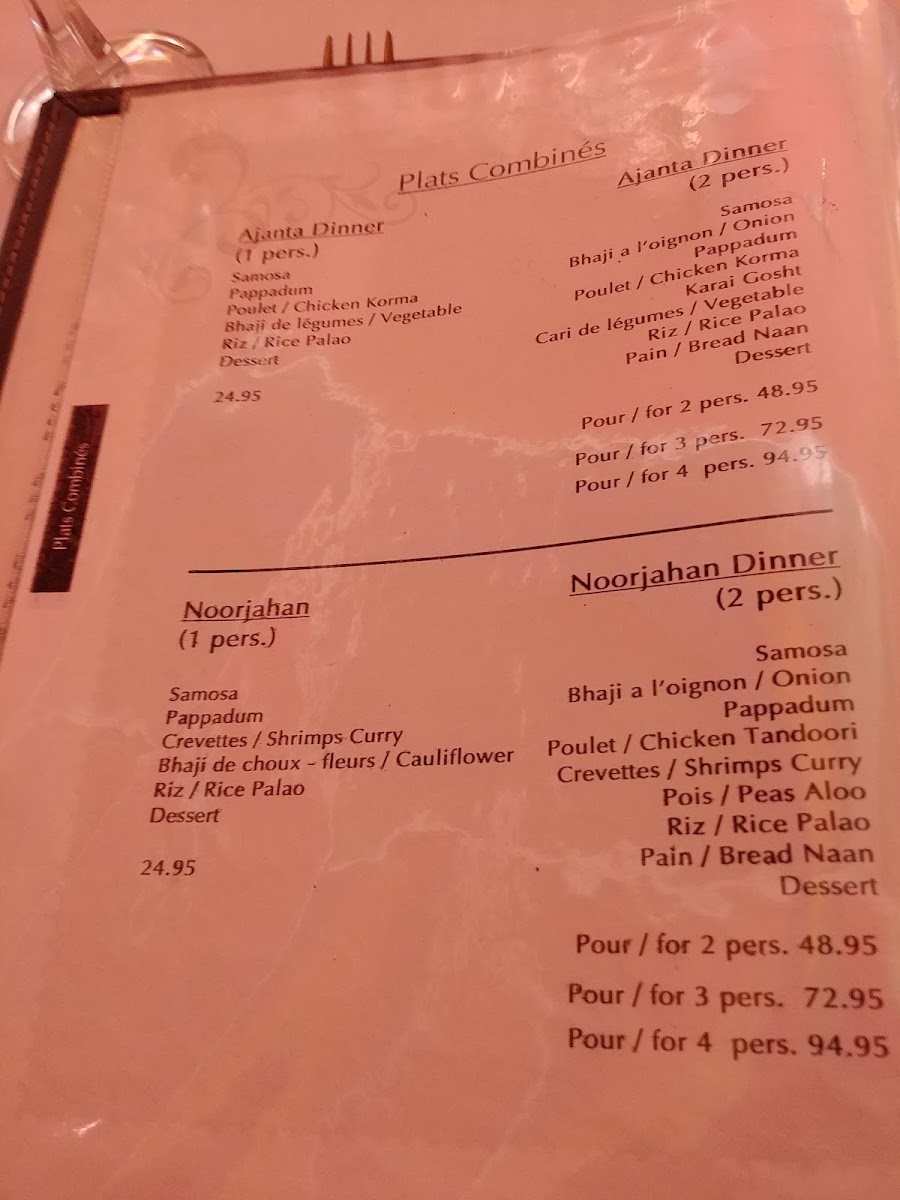 Plats Combinés
Ajanta Dinner
(1 pers.)
Samosa
Pappadum
Poulet / Chicken Korma
Bhaji de légumes / Vegetable
Riz / Rice Palao
Dessert
24.95
Ajanta Dinner
(2 pers.)
Samosa
Bhaji a l'oignon / Onion
Pappadum
Poulet / Chicken Korma
Karai Gosht
Cari de légumes / Vegetable
Riz / Rice Palao
Pain / Bread Naan
Dessert
Pour / for 2 pers. 48.95
Pour / for 3 pers. 72.95
Pour / for 4 pers. 94.95
Plats Combinés
Noorjahan
(1 pers.)
Samosa
Pappadum
Crevettes / Shrimps Curry
Bhaji de choux - fleurs / Cauliflower
Riz / Rice Palao
Dessert
24.95
Noorjahan Dinner
(2 pers.)
Samosa
Bhaji a l'oignon / Onion
Pappadum
Poulet / Chicken Tandoori
Crevettes / Shrimps Curry
Pois / Peas Aloo
Riz / Rice Palao
Pain / Bread Naan
Dessert
Pour / for 2 pers. 48.95
Pour / for 3 pers. 72.95
Pour / for 4 pers. 94.95